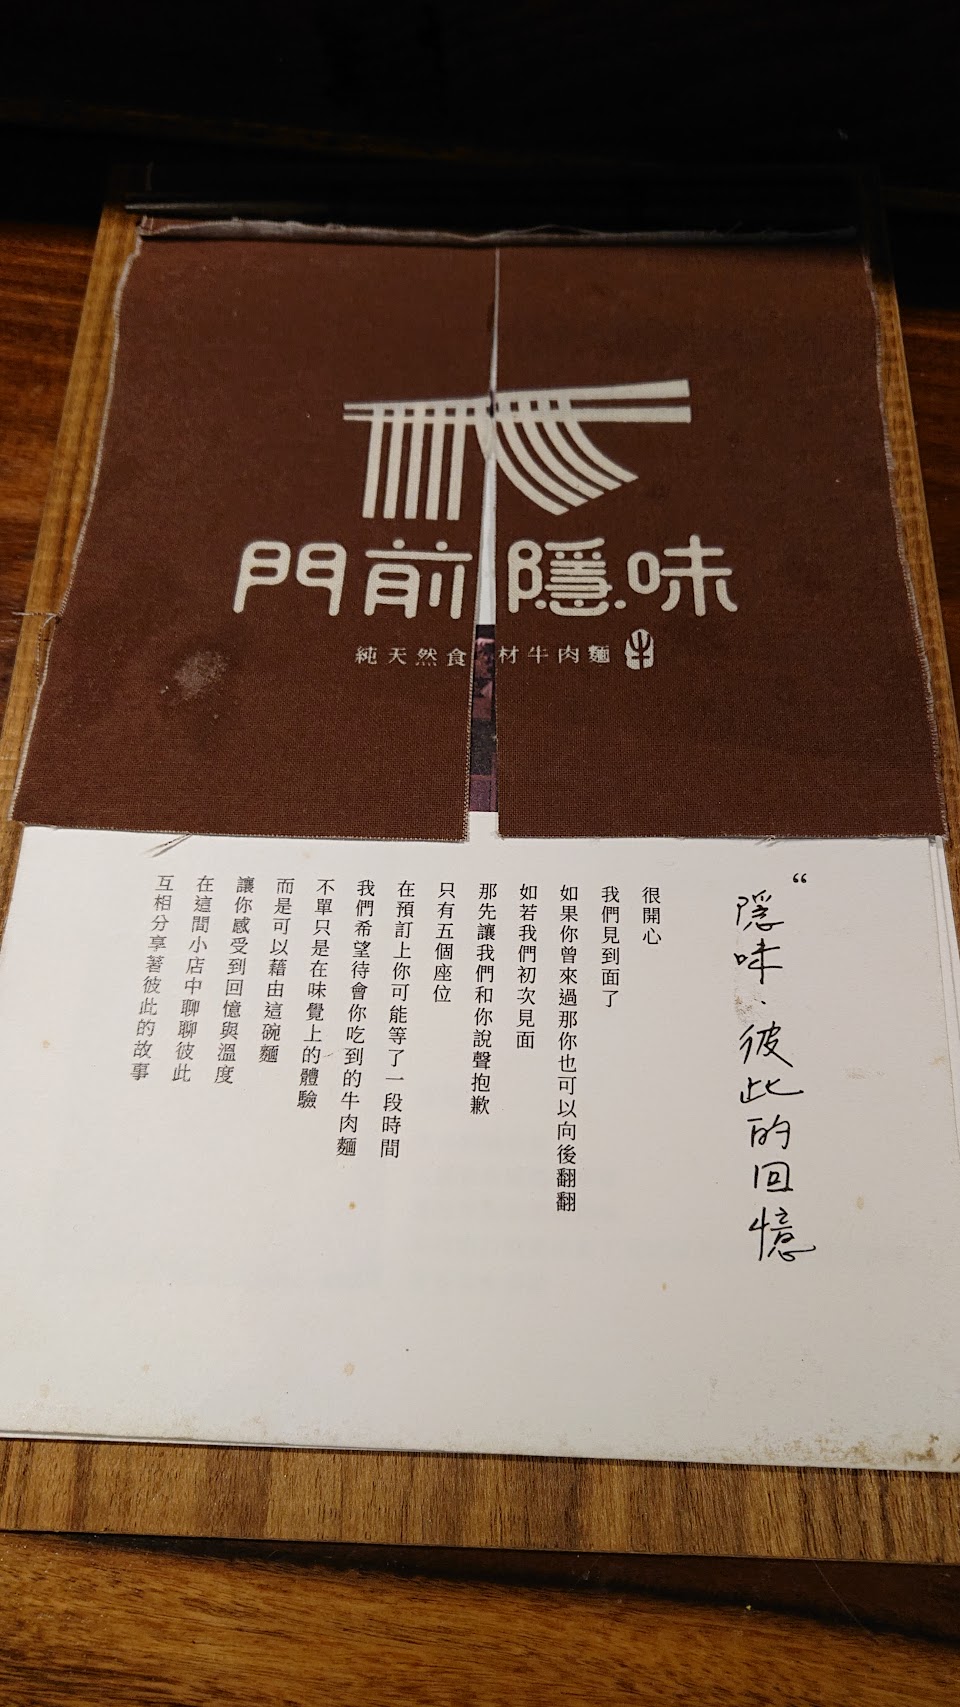 門前隱味
純天然食材牛肉麵 牛
“隱味．彼此的回憶
很開心
我們見到面了
如果你曾來過那你也可以向後翻翻
如若我們初次見面
那先讓我們和你說聲抱歉
只有五個座位
在預訂上你可能等了一段時間
我們希望待會你吃到的牛肉麵
不單只是在味覺上的體驗
而是可以藉由這碗麵
讓你感受到回憶與溫度
在這間小店中聊聊彼此
互相分享著彼此的故事